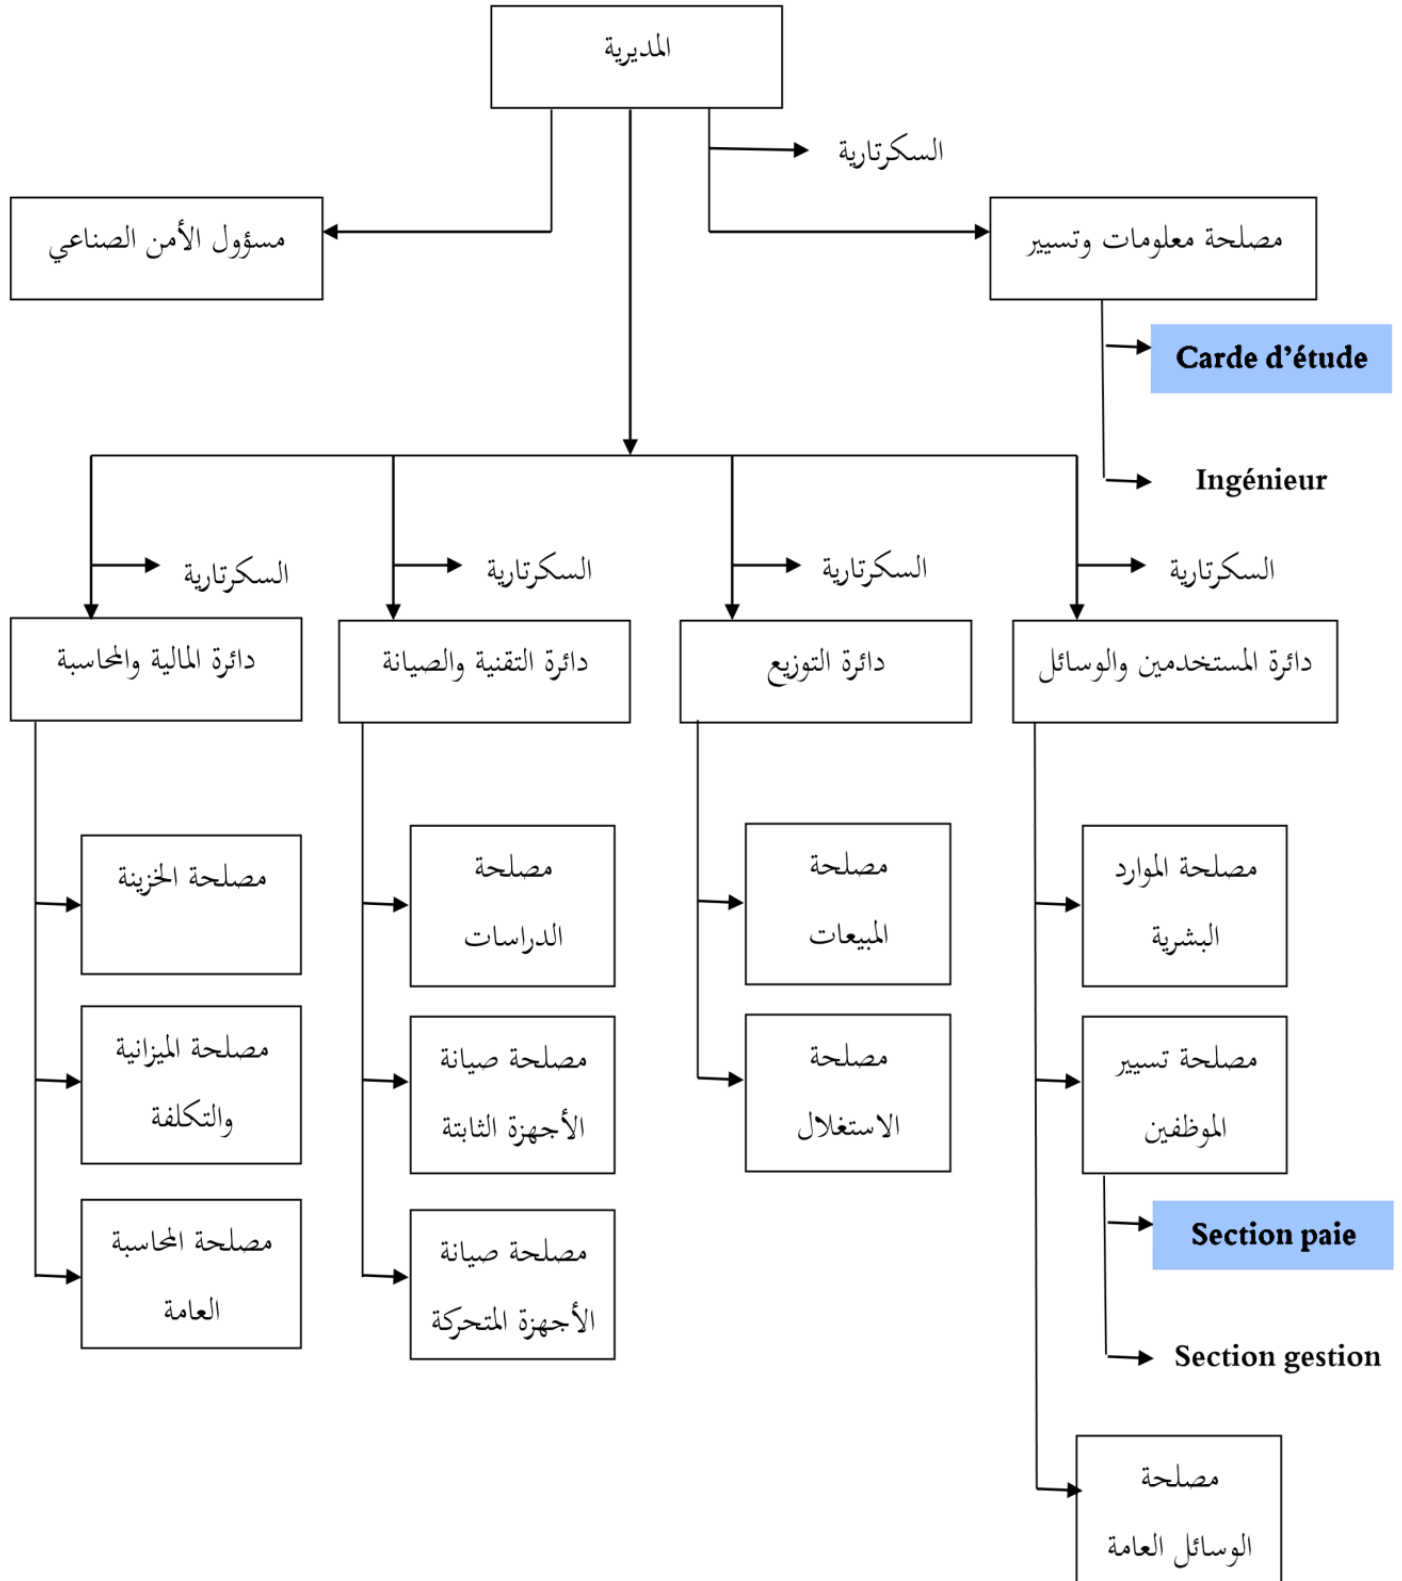 المديرية
السكرتارية
مصلحة معلومات وتسيير
مسؤول الأمن الصناعي
Carde d'étude
Ingénieur
السكرتارية
السكرتارية
السكرتارية
السكرتارية
دائرة المستخدمين والوسائل
دائرة التوزيع
دائرة التقنية والصيانة
دائرة المالية والمحاسبة
مصلحة الموارد
البشرية
مصلحة
المبيعات
مصلحة
الدراسات
مصلحة الخزينة
مصلحة تسيير
الموظفين
مصلحة
الاستغلال
مصلحة صيانة
الأجهزة الثابتة
مصلحة الميزانية
والتكلفة
Section paie
Section gestion
مصلحة صيانة
الأجهزة المتحركة
مصلحة المحاسبة
العامة
مصلحة
الوسائل العامة